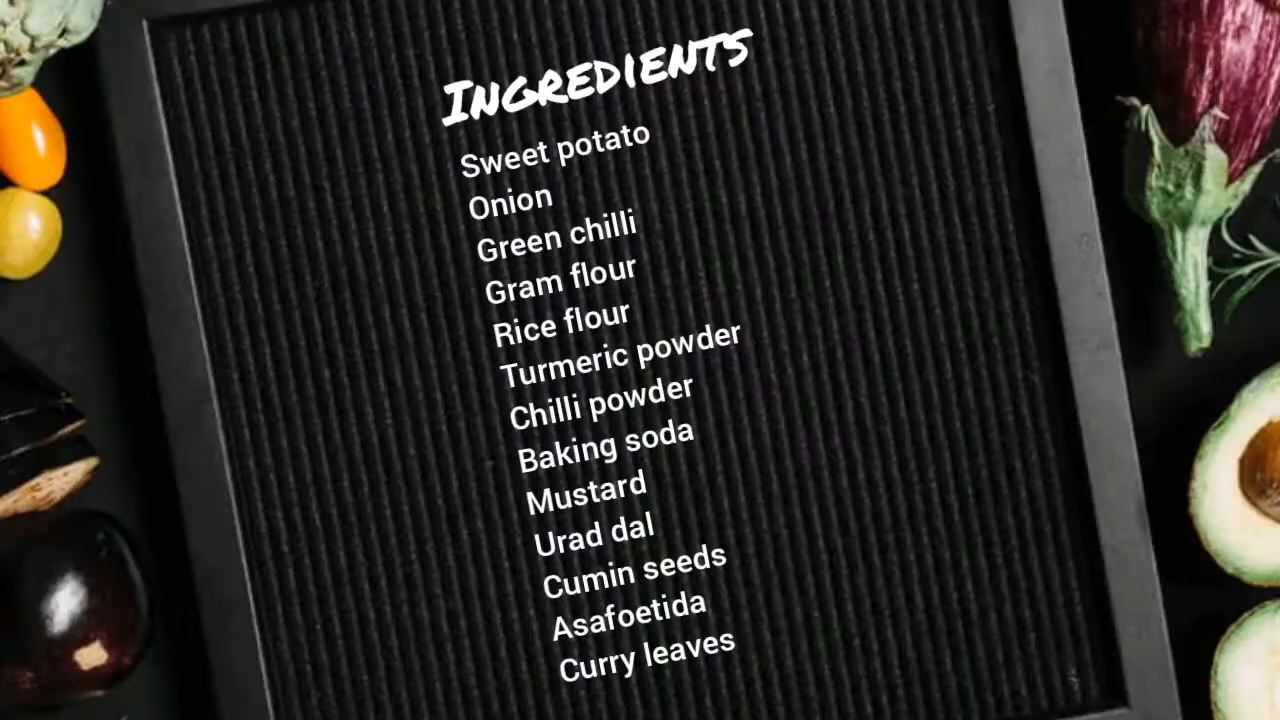 INGREDIENTS
Sweet potato
Onion
Green chilli
Gram flour
Rice flour
Turmeric powder
Chilli powder
Baking soda
Mustard
Urad dal
Cumin seeds
Asafoetida
Curry leaves